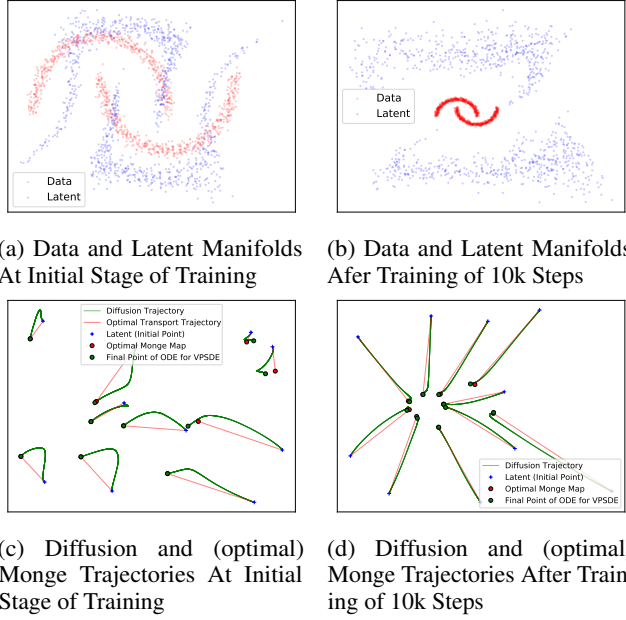 Data
Latent
Data
Latent
(a) Data and Latent Manifolds
At Initial Stage of Training
(b) Data and Latent Manifolds
Afer Training of 10k Steps
Diffusion Trajectory
Optimal Transport Trajectory
Latent (Initial Point)
Optimal Monge Map
Final Point of ODE for VPSDE
Diffusion Trajectory
Latent (Initial Point)
Optimal Monge Map
Final Point of ODE for VPSDE
(c) Diffusion and (optimal)
Monge Trajectories At Initial
Stage of Training
(d) Diffusion and (optimal
Monge Trajectories After Train
ing of 10k Steps